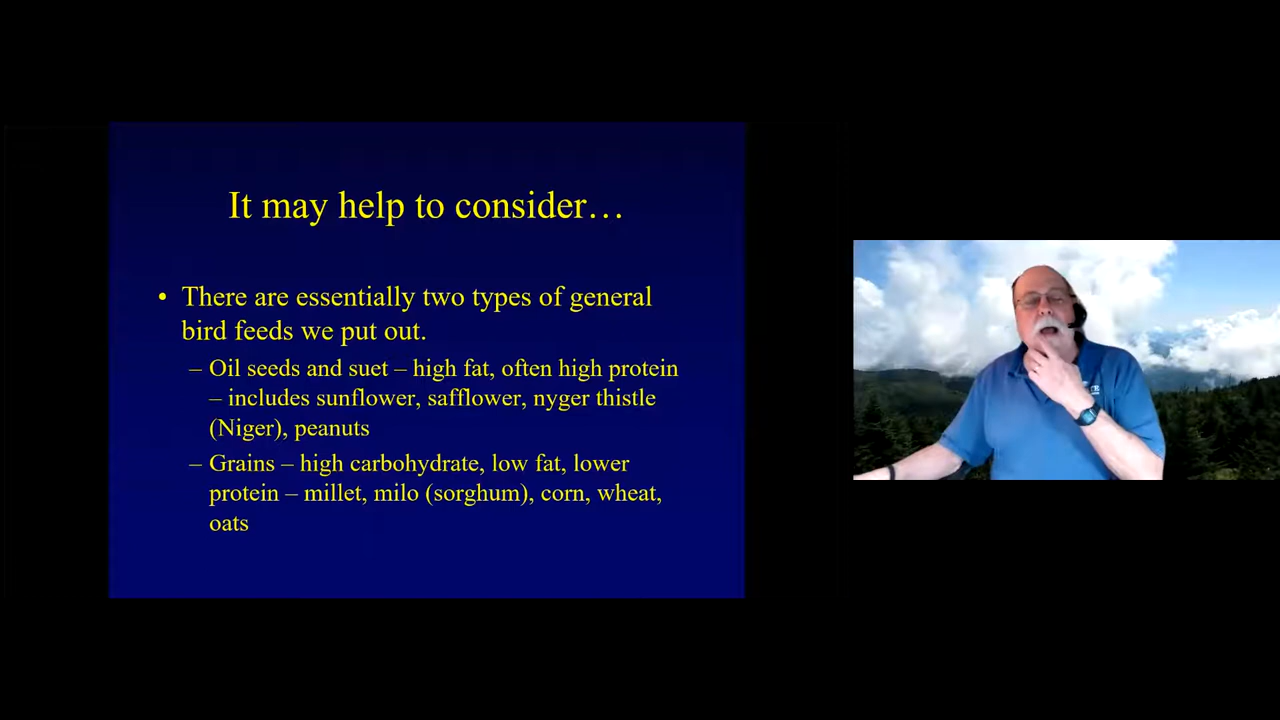 It may help to consider…
• There are essentially two types of general
bird feeds we put out.
– Oil seeds and suet – high fat, often high protein
– includes sunflower, safflower, nyger thistle
(Niger), peanuts
– Grains – high carbohydrate, low fat, lower
protein – millet, milo (sorghum), corn, wheat,
oats